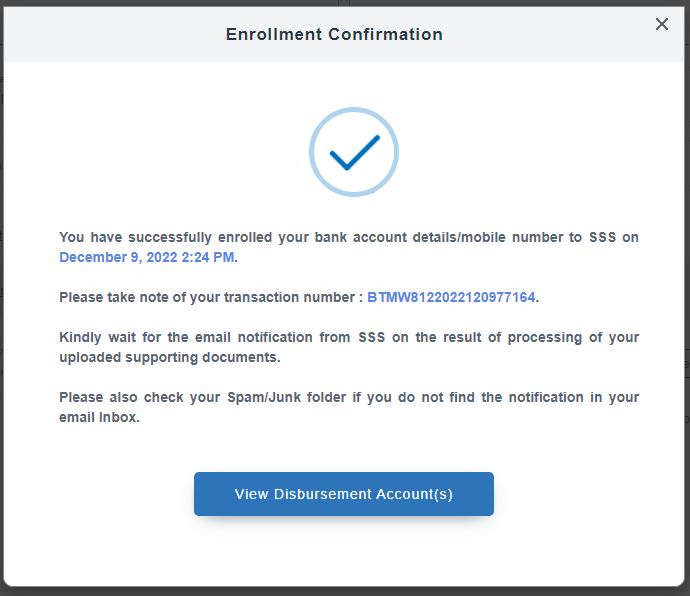 Enrollment Confirmation
You have successfully enrolled your bank account details/mobile number to SSS on
December 9, 2022 2:24 PM.
Please take note of your transaction number : BTMW8122022120977164.
Kindly wait for the email notification from SSS on the result of processing of your
uploaded supporting documents.
Please also check your Spam/Junk folder if you do not find the notification in your
email Inbox.
View Disbursement Account(s)